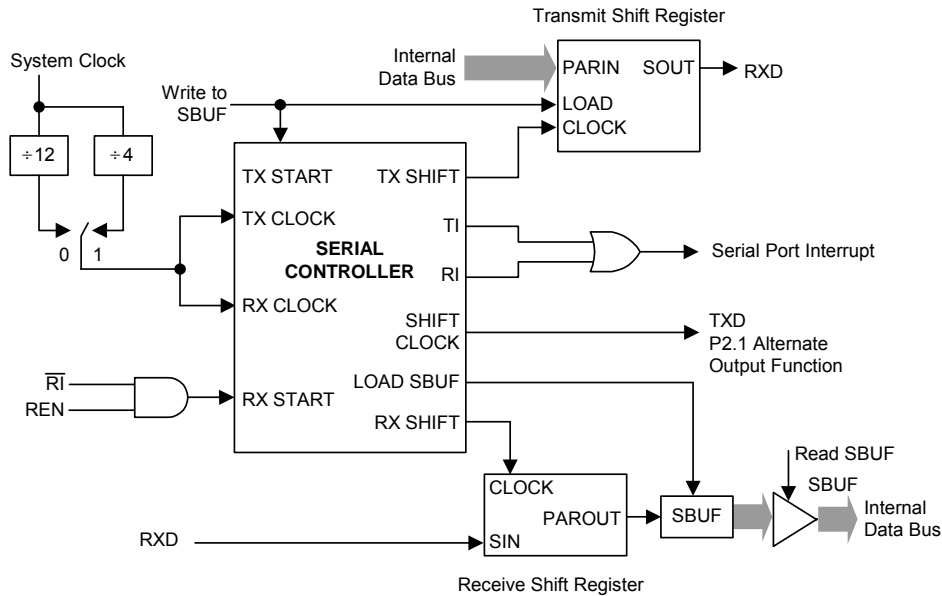 Transmit Shift Register
System Clock
Internal
Data Bus
PARIN
SOUT
RXD
Write to
SBUF
LOAD
CLOCK
÷12
÷4
TX START
TX SHIFT
TX CLOCK
TI
0
1
SERIAL
CONTROLLER
Serial Port Interrupt
RI
RX CLOCK
SHIFT
CLOCK
TXD
P2.1 Alternate
Output Function
LOAD SBUF
R̅I̅
REN
RX START
RX SHIFT
Read SBUF
SBUF
CLOCK
PAROUT
SBUF
Internal
Data Bus
RXD
SIN
Receive Shift Register